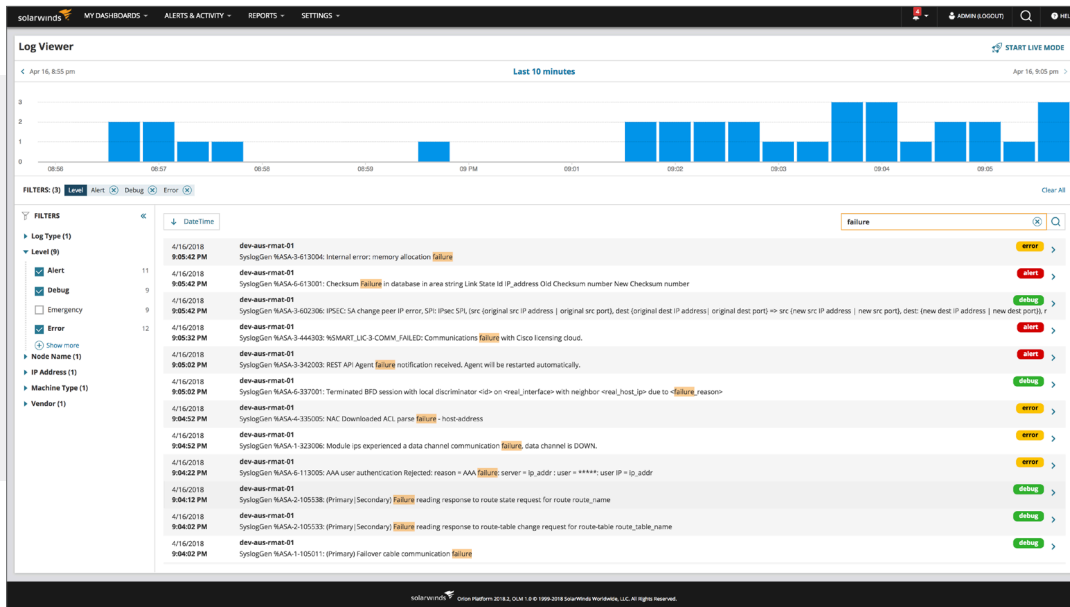 solarwinds MY DASHBOARDS ALERTS & ACTIVITY REPORTS SETTINGS 4 ADMIN (LOGOUT) HEL
Log Viewer START LIVE MODE
Apr 16, 8:55 pm Last 10 minutes Apr 16, 9:05 pm
3
2
1
0
08:56 08:57 08:58 08:59 09 PM 09:01 09:02 09:03 09:04 09:05
FILTERS: (3) Level Alert Debug Error Clear All
FILTERS
Log Type (1)
Level (9)
Alert 11
Debug 9
Emergency 9
Error 12
Show more
Node Name (1)
IP Address (1)
Machine Type (1)
Vendor (1)
DateTime failure
4/16/2018 dev-aus-rmat-01 error
9:05:42 PM SyslogGen %ASA-3-613004: Internal error: memory allocation failure
4/16/2018 dev-aus-rmat-01 alert
9:05:42 PM SyslogGen %ASA-6-613001: Checksum Failure in database in area string Link State Id IP_address Old Checksum number New Checksum number
4/16/2018 dev-aus-rmat-01 debug
9:05:42 PM SyslogGen %ASA-3-602306: IPSEC: SA change peer IP error, SPI: IPsec SPI, (src {original src IP address | original src port}, dest {original dest IP address| original dest port} => src {new src IP address | new src port}, dest: {new dest IP address | new dest port}), r
4/16/2018 dev-aus-rmat-01 alert
9:05:32 PM SyslogGen %ASA-3-444303: %SMART_LIC-3-COMM_FAILED: Communications failure with Cisco licensing cloud.
4/16/2018 dev-aus-rmat-01 alert
9:05:02 PM SyslogGen %ASA-3-342003: REST API Agent failure notification received. Agent will be restarted automatically.
4/16/2018 dev-aus-rmat-01 debug
9:05:02 PM SyslogGen %ASA-6-337001: Terminated BFD session with local discriminator <id> on <real_interface> with neighbor <real_host_ip> due to <failure_reason>
4/16/2018 dev-aus-rmat-01 error
9:04:52 PM SyslogGen %ASA-4-335005: NAC Downloaded ACL parse failure - host-address
4/16/2018 dev-aus-rmat-01 error
9:04:52 PM SyslogGen %ASA-1-323006: Module ips experienced a data channel communication failure, data channel is DOWN.
4/16/2018 dev-aus-rmat-01 error
9:04:22 PM SyslogGen %ASA-6-113005: AAA user authentication Rejected: reason = AAA failure: server = ip_addr : user = *****: user IP = ip_addr
4/16/2018 dev-aus-rmat-01 debug
9:04:12 PM SyslogGen %ASA-2-105538: (Primary|Secondary) Failure reading response to route state request for route route_name
4/16/2018 dev-aus-rmat-01 debug
9:04:02 PM SyslogGen %ASA-2-105533: (Primary|Secondary) Failure reading response to route-table change request for route-table route_table_name
4/16/2018 dev-aus-rmat-01 debug
9:04:02 PM SyslogGen %ASA-1-105011: (Primary) Failover cable communication failure
solarwinds Orion Platform 2018.2, OLM 1.0 © 1999-2018 SolarWinds Worldwide, LLC. All Rights Reserved.